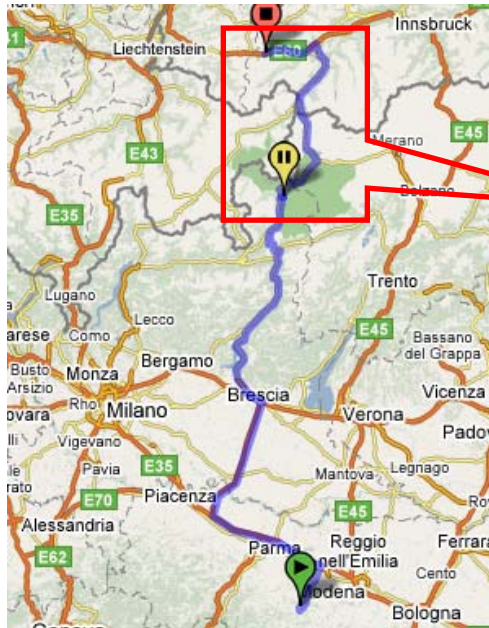 Innsbruck
Liechtenstein
E60
E43
Merano
E45
Bolzano
E35
Trento
Lugano
Lecco
arese
Como
E45
Bassano
del Grappa
Busto
Arsizio
Monza
Bergamo
Vicenza
ovara
Rho
Milano
Brescia
Verona
Pado
Vigevano
Pavia
E35
Mantova
Legnago
rato
E70
Piacenza
E45
Alessandria
Parma
Reggio
nell'Emilia
Ferrara
E62
Cento
odena
Bologna